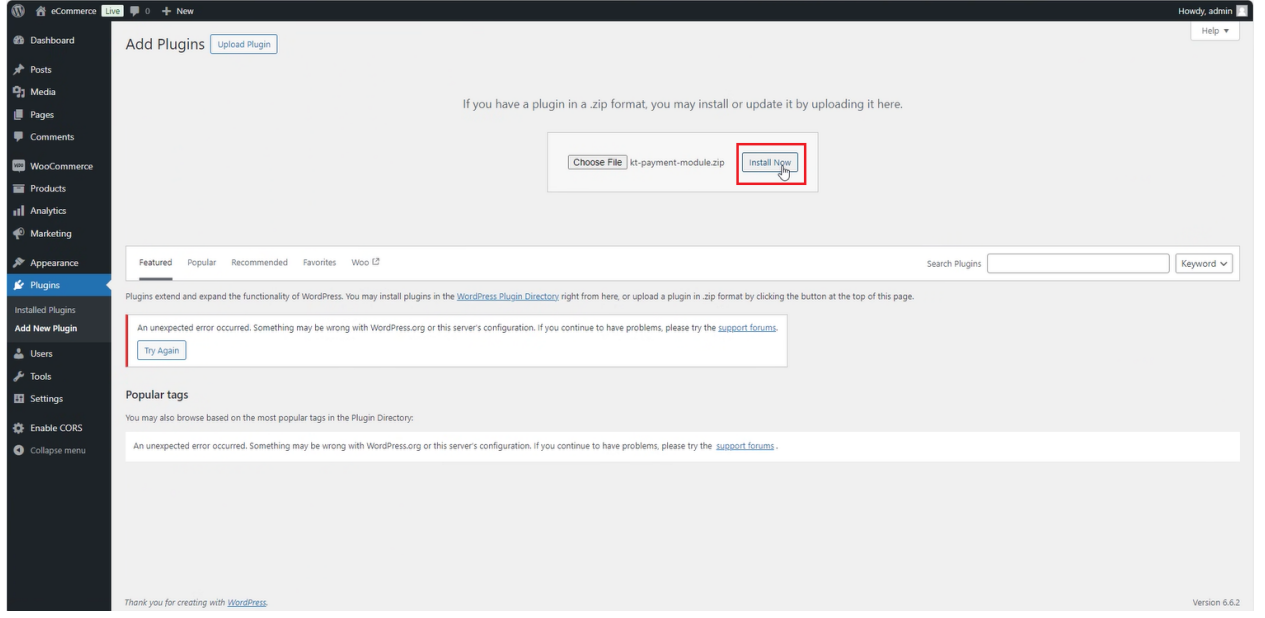 eCommerce Live 0 + New Howdy, admin
Dashboard
Posts
Media
Pages
Comments
WooCommerce
Products
Analytics
Marketing
Appearance
Plugins
Installed Plugins
Add New Plugin
Users
Tools
Settings
Enable CORS
Collapse menu
Help ▼
Add Plugins Upload Plugin
If you have a plugin in a .zip format, you may install or update it by uploading it here.
Choose File kt-payment-module.zip Install Now
Featured Popular Recommended Favorites Woo Search Plugins Keyword
Plugins extend and expand the functionality of WordPress. You may install plugins in the WordPress Plugin Directory right from here, or upload a plugin in .zip format by clicking the button at the top of this page.
An unexpected error occurred. Something may be wrong with WordPress.org or this server's configuration. If you continue to have problems, please try the support forums.
Try Again
Popular tags
You may also browse based on the most popular tags in the Plugin Directory:
An unexpected error occurred. Something may be wrong with WordPress.org or this server's configuration. If you continue to have problems, please try the support forums .
Thank you for creating with WordPress. Version 6.6.2